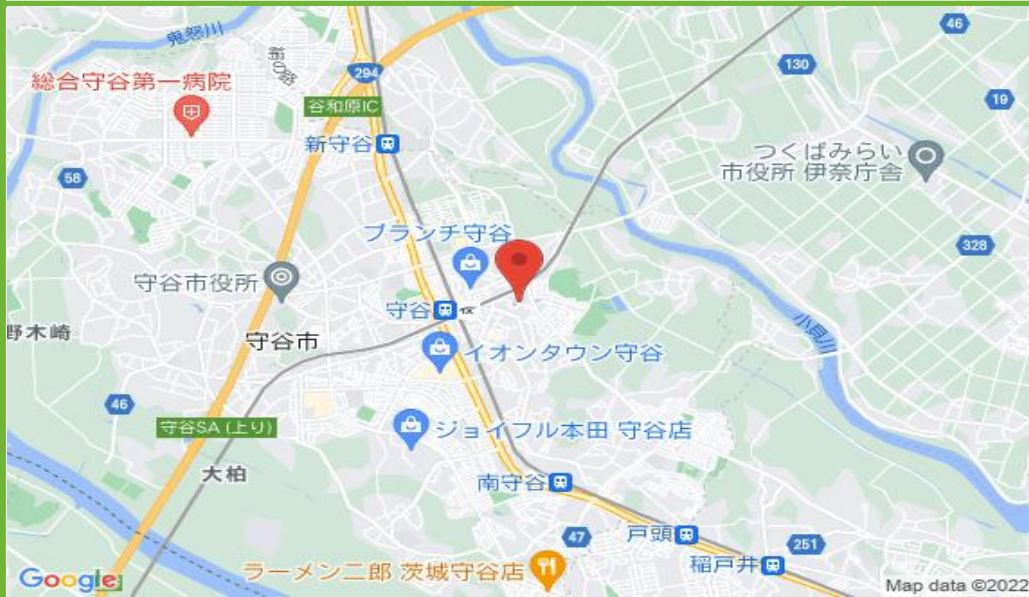 鬼怒川
46
294
130
総合守谷第一病院
谷和原IC
19
新守谷
つくばみらい
市役所 伊奈庁舎
58
ブランチ守谷
328
守谷市役所
守谷
野木崎
守谷市
小貝川
イオンタウン守谷
46
守谷SA (上り)
ジョイフル本田 守谷店
大柏
南守谷
47
戸頭
251
稲戸井
ラーメン二郎 茨城守谷店
Google
Map data ©2022